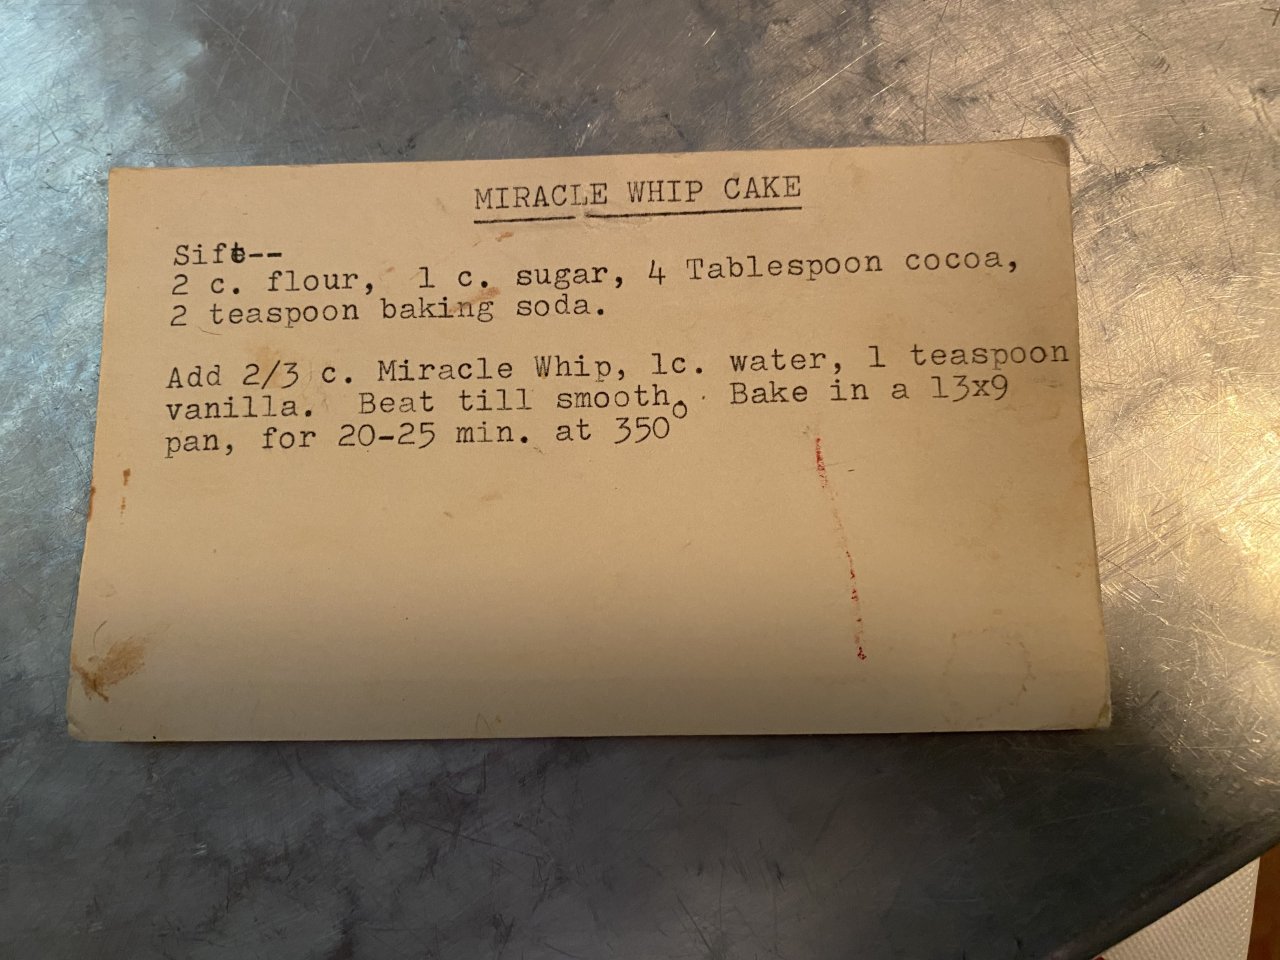 MIRACLE WHIP CAKE
Sift--
2 c. flour, 1 c. sugar, 4 Tablespoon cocoa,
2 teaspoon baking soda.
Add 2/3 c. Miracle Whip, 1c. water, 1 teaspoon
vanilla. Beat till smooth. Bake in a 13x9
pan, for 20-25 min. at 350°